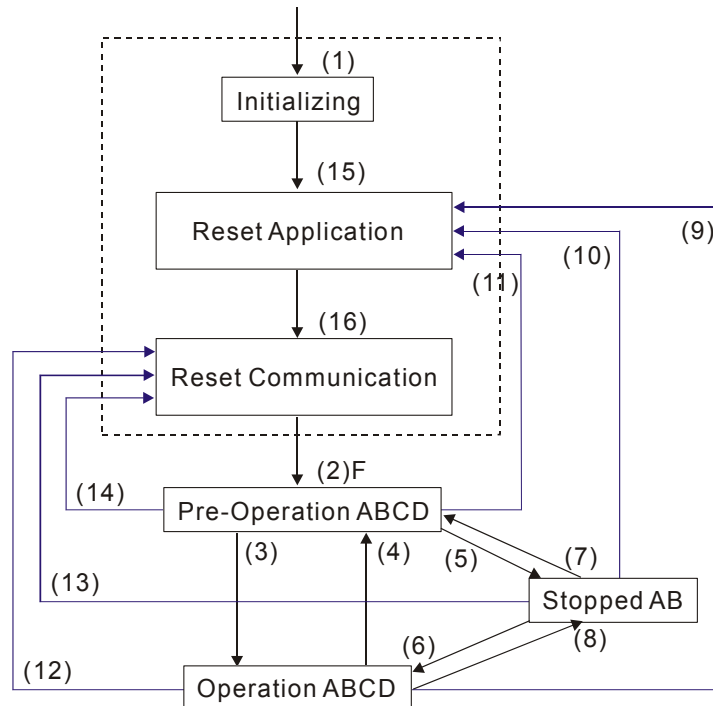 (1)
Initializing
(15)
Reset Application
(9)
(10)
(11)
(16)
Reset Communication
(2)F
(14)
Pre-Operation ABCD
(3)
(4)
(5)
(7)
(13)
Stopped AB
(6)
(8)
(12)
Operation ABCD